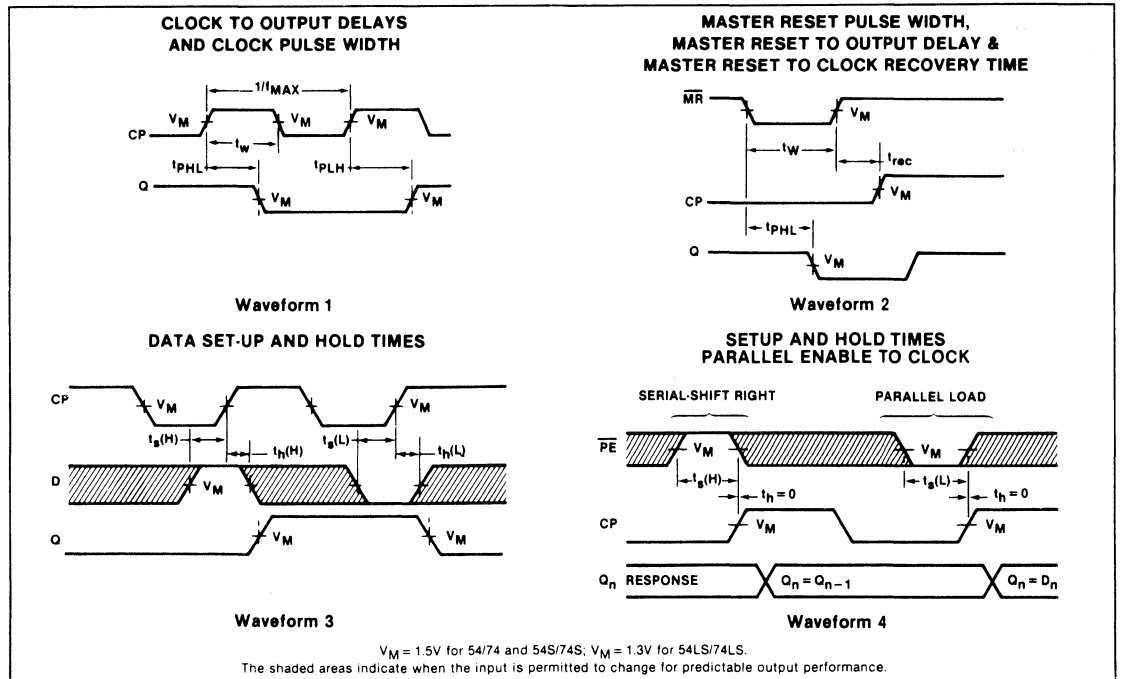 CLOCK TO OUTPUT DELAYS
AND CLOCK PULSE WIDTH
1/fMAX
VM VM VM
CP
tw
tPHL tPLH
Q
VM VM
Waveform 1
MASTER RESET PULSE WIDTH,
MASTER RESET TO OUTPUT DELAY &
MASTER RESET TO CLOCK RECOVERY TIME
MR
VM
tW
trec
CP
VM
tPHL
Q
VM
Waveform 2
DATA SET-UP AND HOLD TIMES
CP
VM VM
ts(H) th(H) ts(L) th(L)
D
VM
Q
VM VM
Waveform 3
SETUP AND HOLD TIMES
PARALLEL ENABLE TO CLOCK
SERIAL-SHIFT RIGHT PARALLEL LOAD
PE
VM VM
ts(H) ts(L)
th = 0 th = 0
CP
VM VM
Qn RESPONSE Qn = Qn-1 Qn = Dn
Waveform 4
VM = 1.5V for 54/74 and 54S/74S; VM = 1.3V for 54LS/74LS.
The shaded areas indicate when the input is permitted to change for predictable output performance.